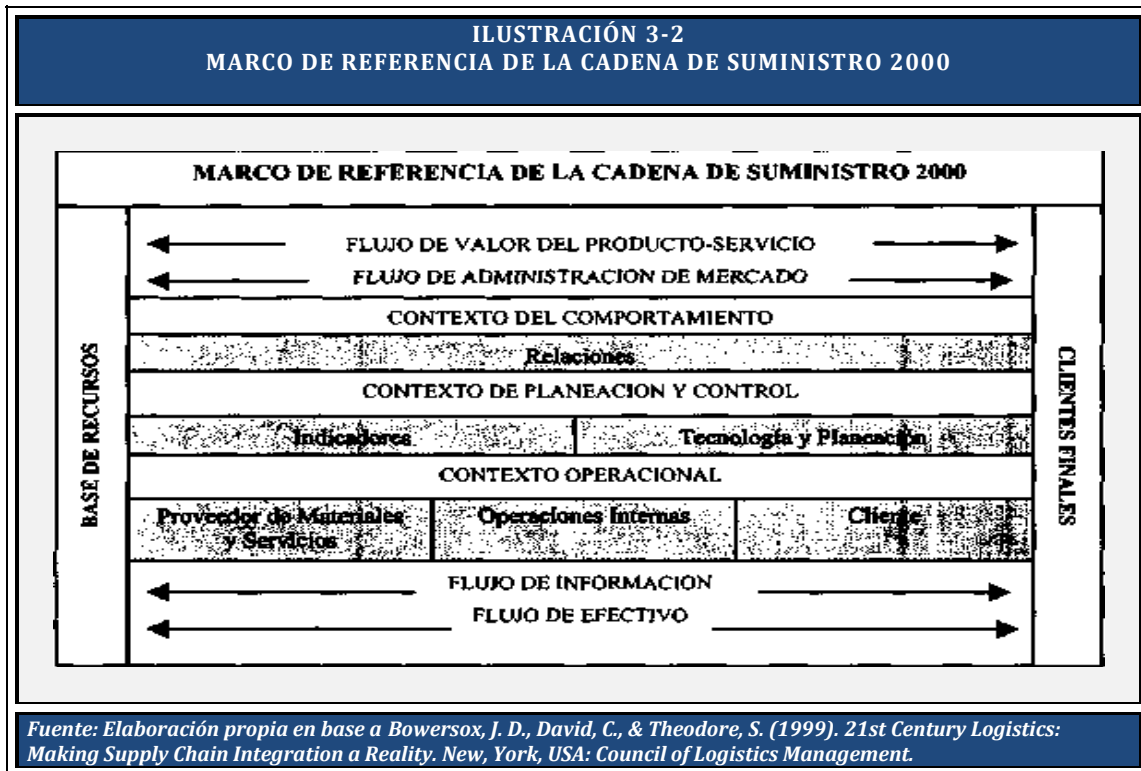 ILUSTRACIÓN 3-2
MARCO DE REFERENCIA DE LA CADENA DE SUMINISTRO 2000
MARCO DE REFERENCIA DE LA CADENA DE SUMINISTRO 2000
BASE DE RECURSOS
FLUJO DE VALOR DEL PRODUCTO-SERVICIO
FLUJO DE ADMINISTRACION DE MERCADO
CONTEXTO DEL COMPORTAMIENTO
Relaciones
CONTEXTO DE PLANEACION Y CONTROL
Indicadores
Tecnología y Planeación
CONTEXTO OPERACIONAL
Proveedor de Materiales
y Servicios
Operaciones Internas
Cliente
FLUJO DE INFORMACION
FLUJO DE EFECTIVO
CLIENTES FINALES
Fuente: Elaboración propia en base a Bowersox, J. D., David, C., & Theodore, S. (1999). 21st Century Logistics:
Making Supply Chain Integration a Reality. New, York, USA: Council of Logistics Management.